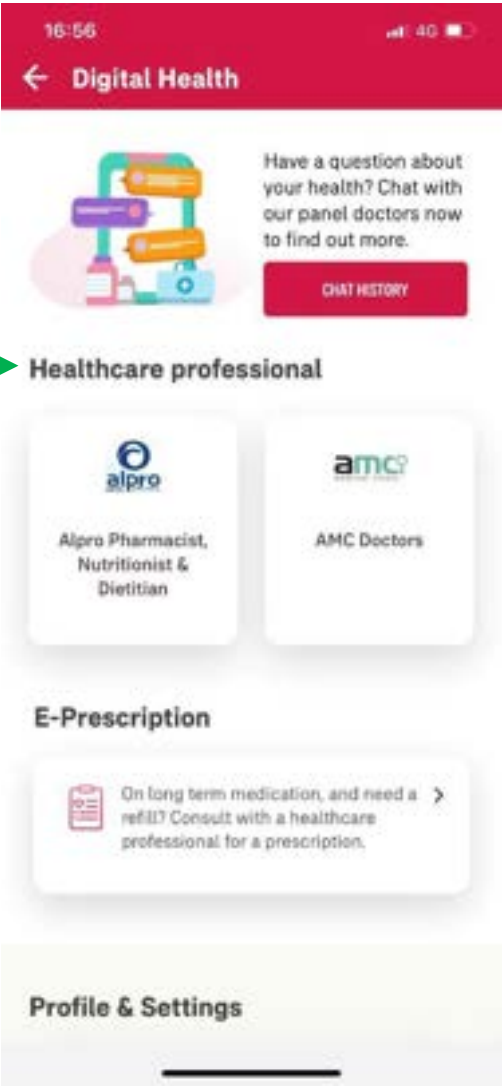 16:56
4G
Digital Health
Have a question about
your health? Chat with
our panel doctors now
to find out more.
CHAT HISTORY
Healthcare professional
alpro
amc
Alpro Pharmacist,
Nutritionist &
Dietitian
AMC Doctors
E-Prescription
On long term medication, and need a
refill? Consult with a healthcare
professional for a prescription.
Profile & Settings